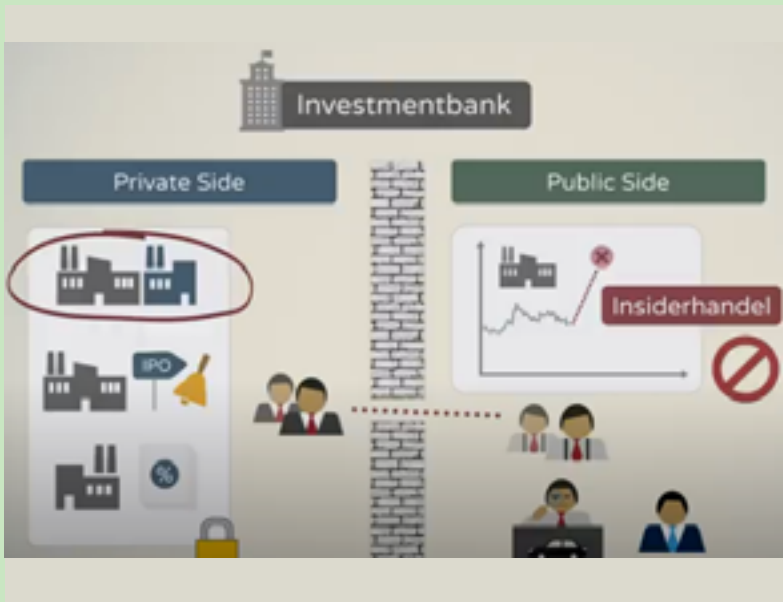 Investmentbank
Private Side
Public Side
Insiderhandel
IPO
%